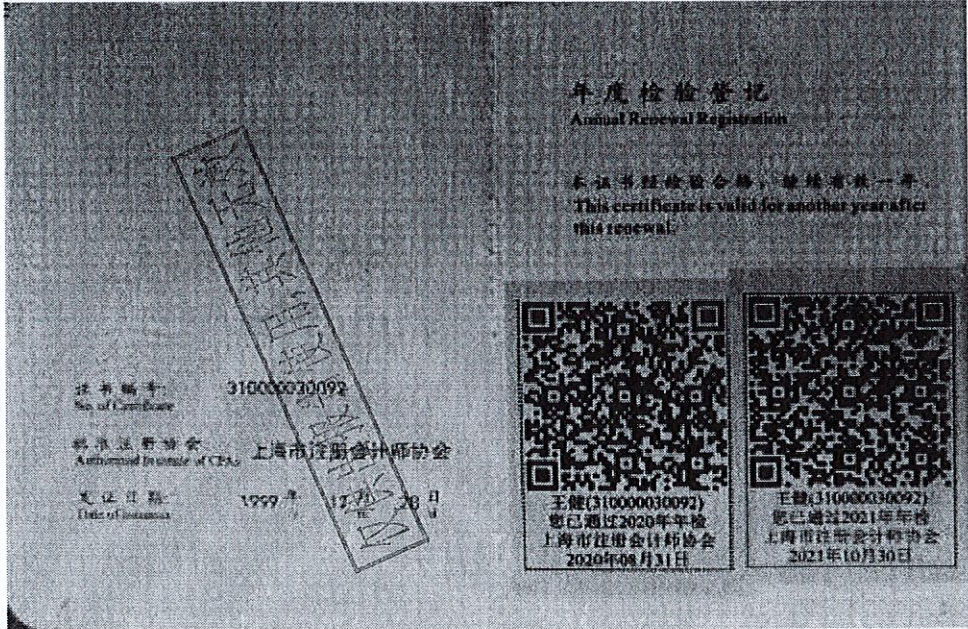 证书编号:
No. of Certificate
310000030092
批准注册协会
Authorized Institute of CPAs
上海市注册会计师协会
发证日期:
Date of Issuance
1999 年 12 月 28 日
年度检验登记
Annual Renewal Registration
本证书经检验合格，继续有效一年。
This certificate is valid for another year after
this renewal.
王健(310000030092)
您已通过2020年年检
上海市注册会计师协会
2020年08月31日
王健(310000030092)
您已通过2021年年检
上海市注册会计师协会
2021年10月30日